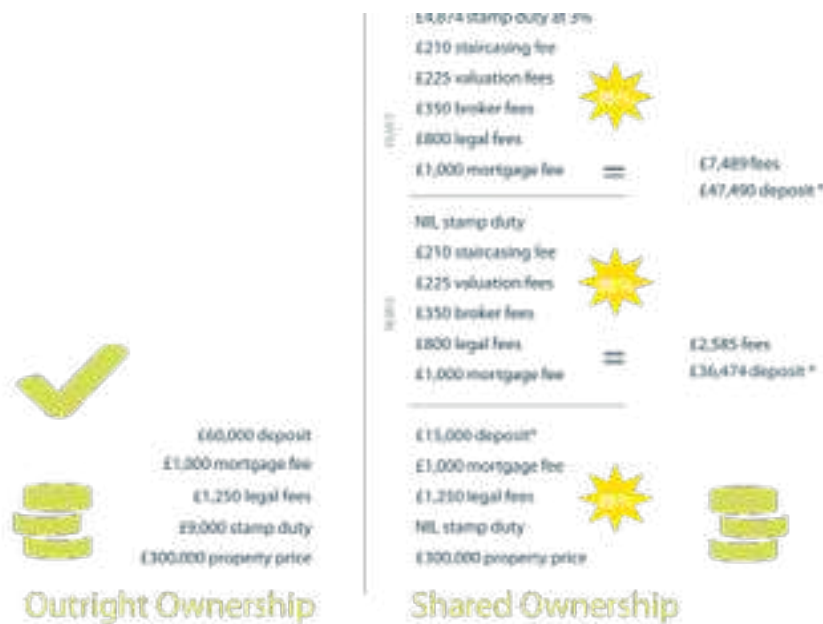 £4,874 stamp duty at 3%
£210 staircasing fee
£225 valuation fees
£350 broker fees
£800 legal fees
£1,000 mortgage fee
=
£7,489 fees
£47,490 deposit *
NIL stamp duty
£210 staircasing fee
£225 valuation fees
£350 broker fees
£800 legal fees
£1,000 mortgage fee
=
£2,585 fees
£36,474 deposit *
£60,000 deposit
£1,000 mortgage fee
£1,250 legal fees
£9,000 stamp duty
£300,000 property price
Outright Ownership
£15,000 deposit*
£1,000 mortgage fee
£1,250 legal fees
NIL stamp duty
£300,000 property price
Shared Ownership